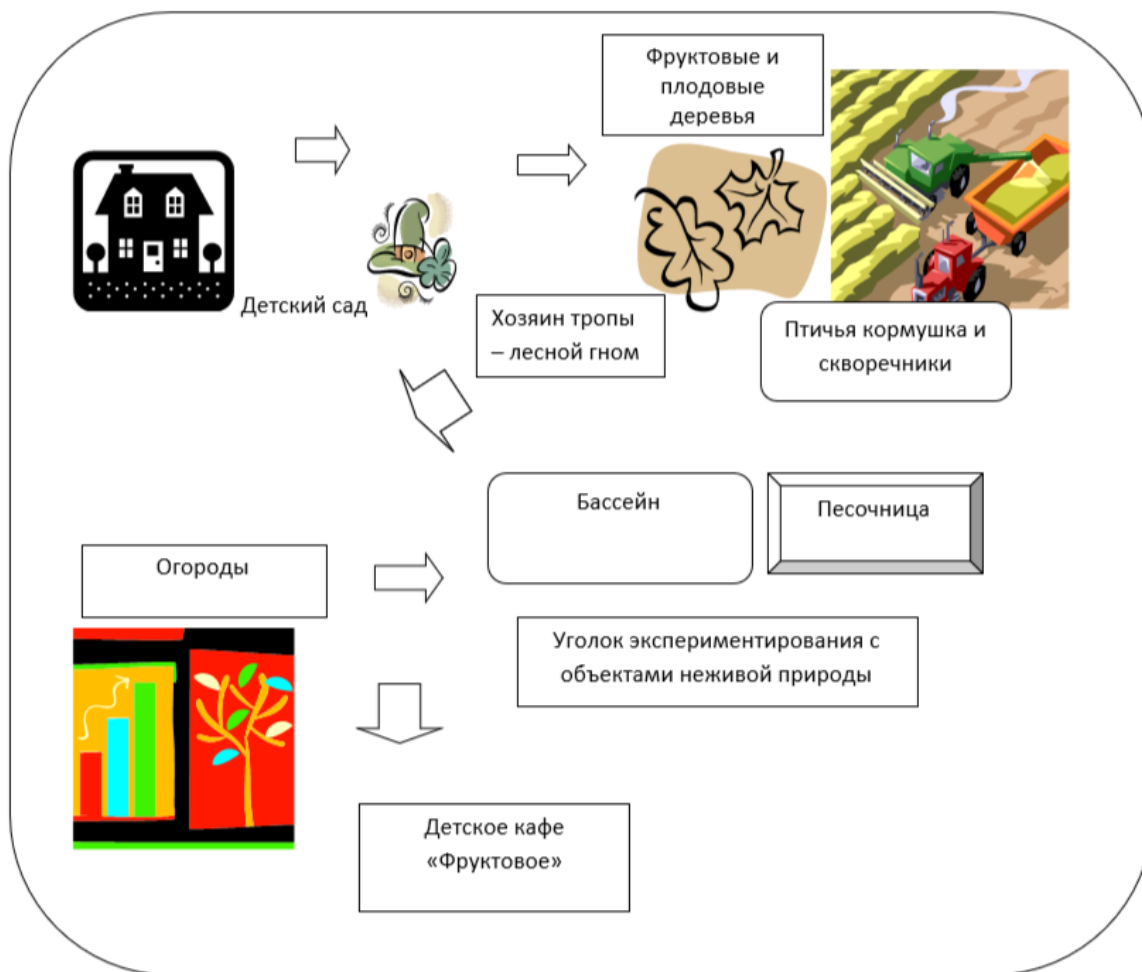 Фруктовые и
плодовые
деревья
Детский сад
Хозяин тропы
– лесной гном
Птичья кормушка и
скворечники
Бассейн
Песочница
Огороды
Уголок экспериментирования с
объектами неживой природы
Детское кафе
«Фруктовое»